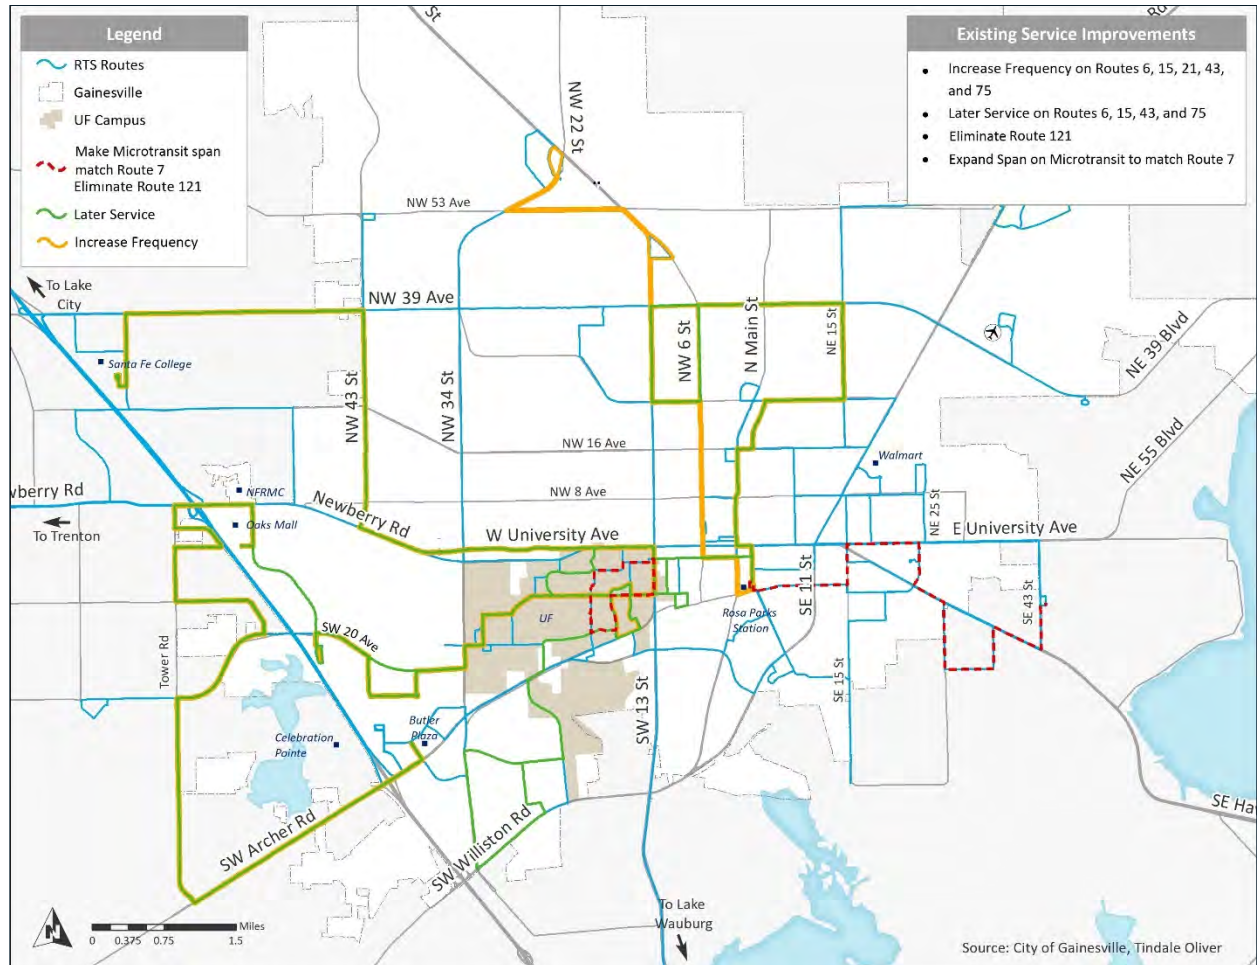 St
Rd
Legend
RTS Routes
Gainesville
UF Campus
Make Microtransit span
match Route 7
Eliminate Route 121
Later Service
Increase Frequency
Existing Service Improvements
• Increase Frequency on Routes 6, 15, 21, 43,
and 75
• Later Service on Routes 6, 15, 43, and 75
• Eliminate Route 121
• Expand Span on Microtransit to match Route 7
NW 22 St
NW 53 Ave
To Lake
City
NW 39 Ave
Santa Fe College
NW 43 St
NW 34 St
NW 6 St
N Main St
NE 15 St
NE 39 Blvd
NW 16 Ave
Walmart
NE 55 Blvd
wberry Rd
NFRMC
NW 8 Ave
NE 25 St
Newberry Rd
Oaks Mall
To Trenton
W University Ave
E University Ave
SE 11 St
SE 43 St
UF
Rosa Parks
Station
SW 20 Ave
Tower Rd
SW 13 St
SE 15 St
Butler
Plaza
Celebration
Pointe
SW Archer Rd
SW Williston Rd
SE Ha
To Lake
Wauburg
N
Miles
0 0.375 0.75 1.5
Source: City of Gainesville, Tindale Oliver